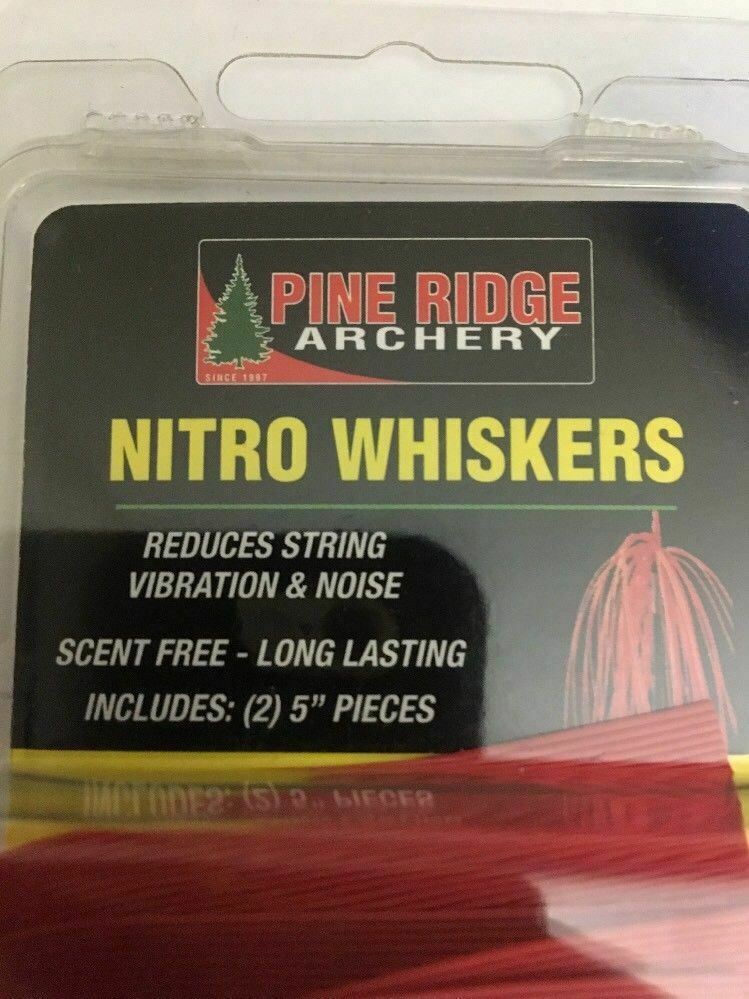 PINE RIDGE
ARCHERY
SINCE 1997
NITRO WHISKERS
REDUCES STRING
VIBRATION & NOISE
SCENT FREE - LONG LASTING
INCLUDES: (2) 5” PIECES